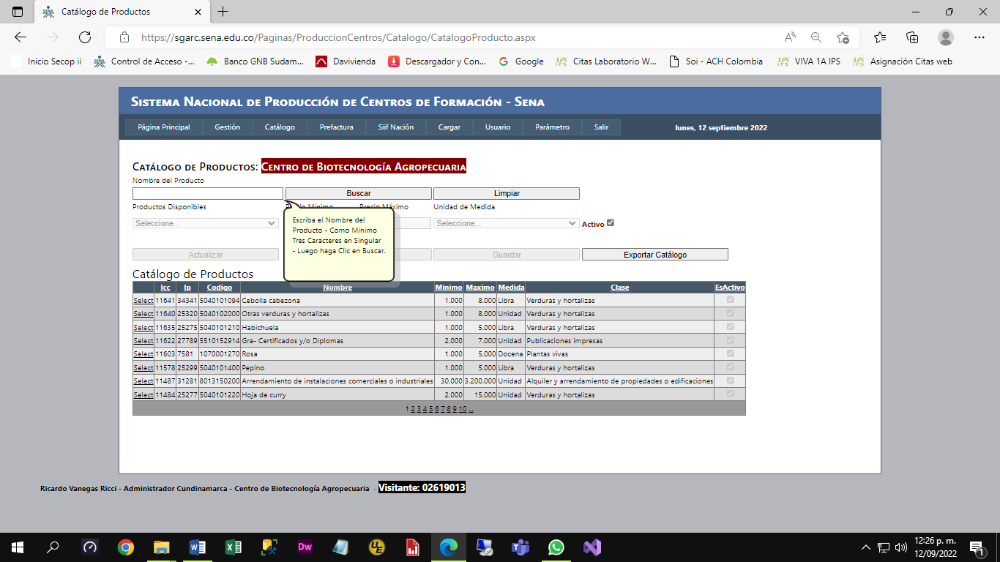 Catálogo de Productos
https://sgarc.sena.edu.co/Paginas/ProduccionCentros/Catalogo/CatalogoProducto.aspx
Inicio Secop ii
Control de Acceso -...
Banco GNB Sudam...
Davivienda
Descargador y Con...
Google
Citas Laboratorio W...
Soi - ACH Colombia
VIVA 1A IPS
Asignación Citas web
Sistema Nacional de Producción de Centros de Formación - Sena
Página Principal Gestión Catálogo Prefactura Siif Nación Cargar Usuario Parámetro Salir lunes, 12 septiembre 2022
Catálogo de Productos: Centro de Biotecnología Agropecuaria
Nombre del Producto
Buscar Limpiar
Productos Disponibles Precio Mínimo Precio Máximo Unidad de Medida
Seleccione... Seleccione... Activo
Escriba el Nombre del
Producto - Como Mínimo
Tres Caracteres en Singular
- Luego haga Clic en Buscar.
Actualizar Guardar Exportar Catálogo
Catálogo de Productos
Icc Ip Codigo Nombre Minimo Maximo Medida Clase EsActivo
Select 11641 34341 5040101094 Cebolla cabezona 1.000 8.000 Libra Verduras y hortalizas
Select 11640 25320 5040102000 Otras verduras y hortalizas 1.000 8.000 Unidad Verduras y hortalizas
Select 11635 25275 5040101210 Habichuela 1.000 5.000 Libra Verduras y hortalizas
Select 11622 27789 5510152914 Gra- Certificados y/o Diplomas 2.000 7.000 Unidad Publicaciones impresas
Select 11603 7581 1070001270 Rosa 1.000 5.000 Docena Plantas vivas
Select 11578 25299 5040101400 Pepino 1.000 5.000 Libra Verduras y hortalizas
Select 11487 31281 8013150200 Arrendamiento de instalaciones comerciales o industriales 30.000 3.200.000 Unidad Alquiler y arrendamiento de propiedades o edificaciones
Select 11484 25277 5040101220 Hoja de curry 2.000 15.000 Unidad Verduras y hortalizas
1 2 3 4 5 6 7 8 9 10 ...
Ricardo Vanegas Ricci - Administrador Cundinamarca - Centro de Biotecnología Agropecuaria - Visitante: 02619013
12:26 p. m.
12/09/2022
1